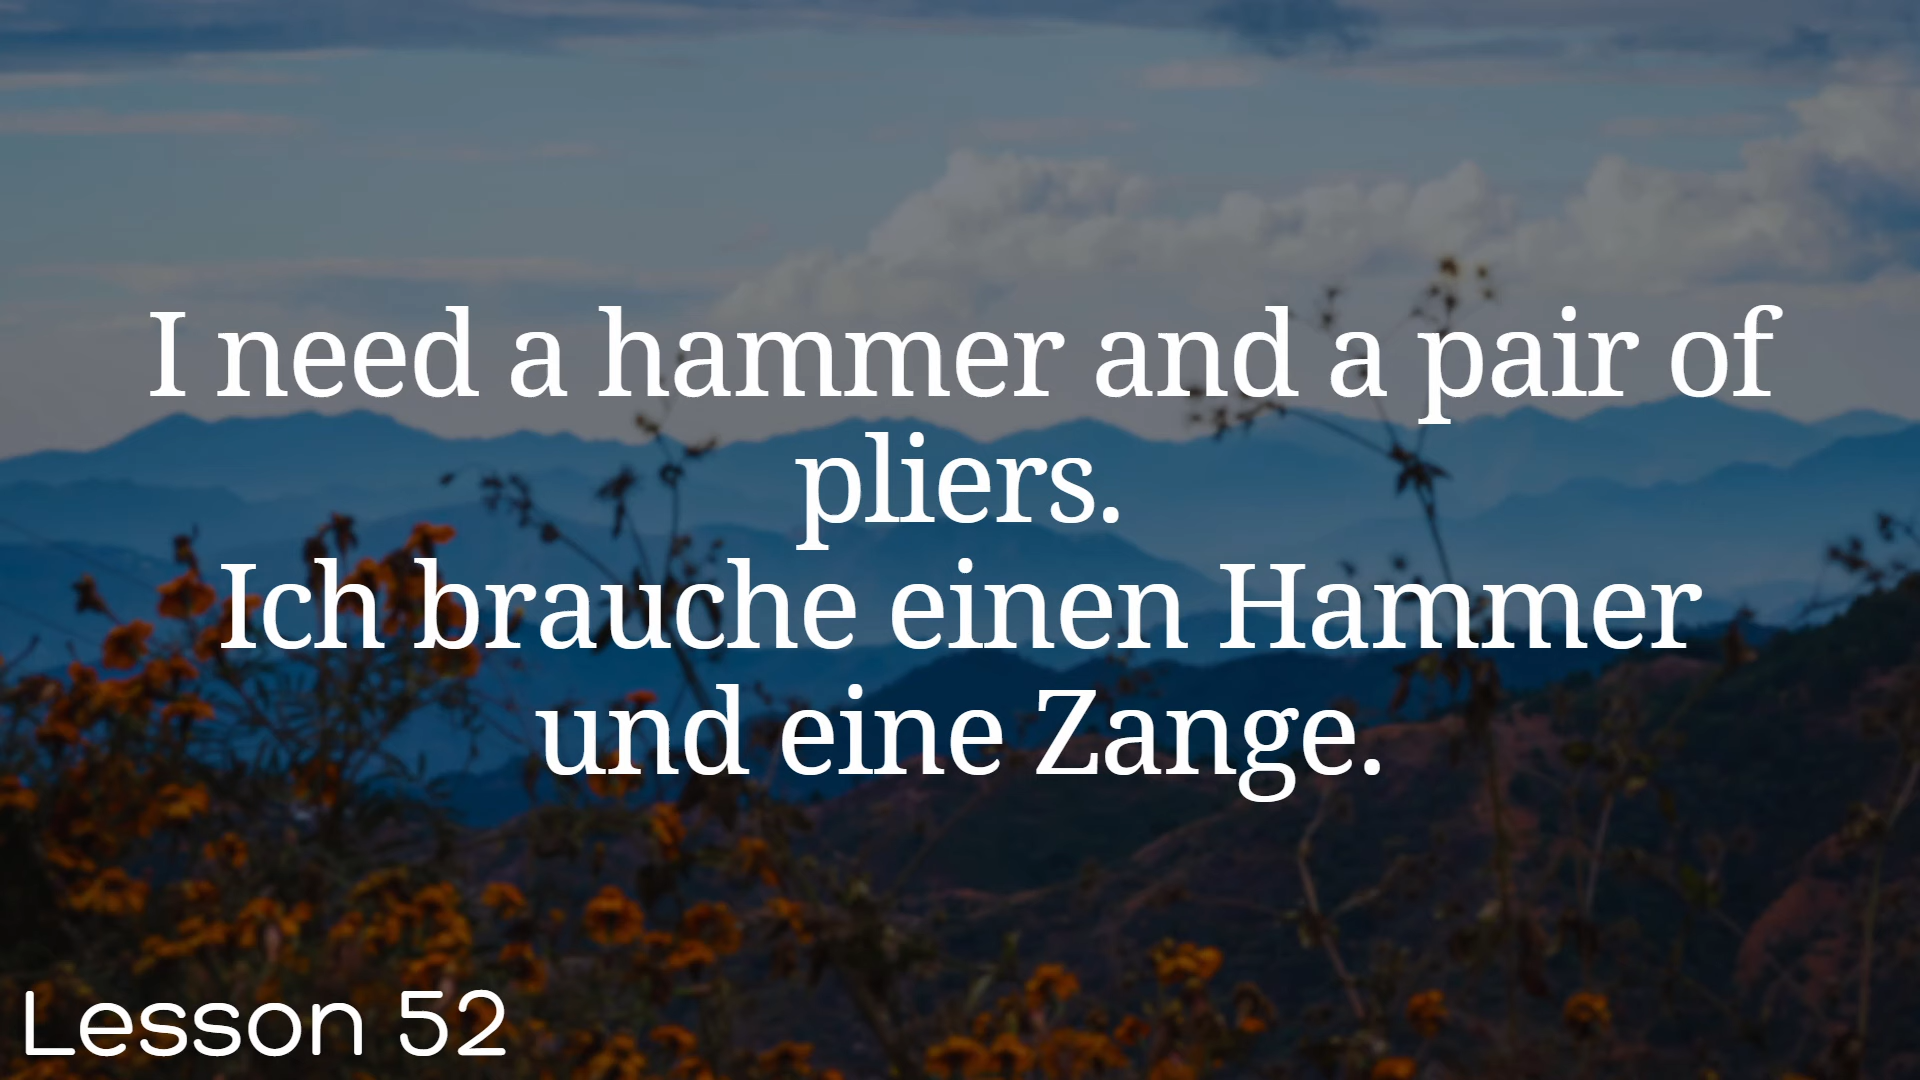 I need a hammer and a pair of
pliers.
Ich brauche einen Hammer
und eine Zange.
Lesson 52